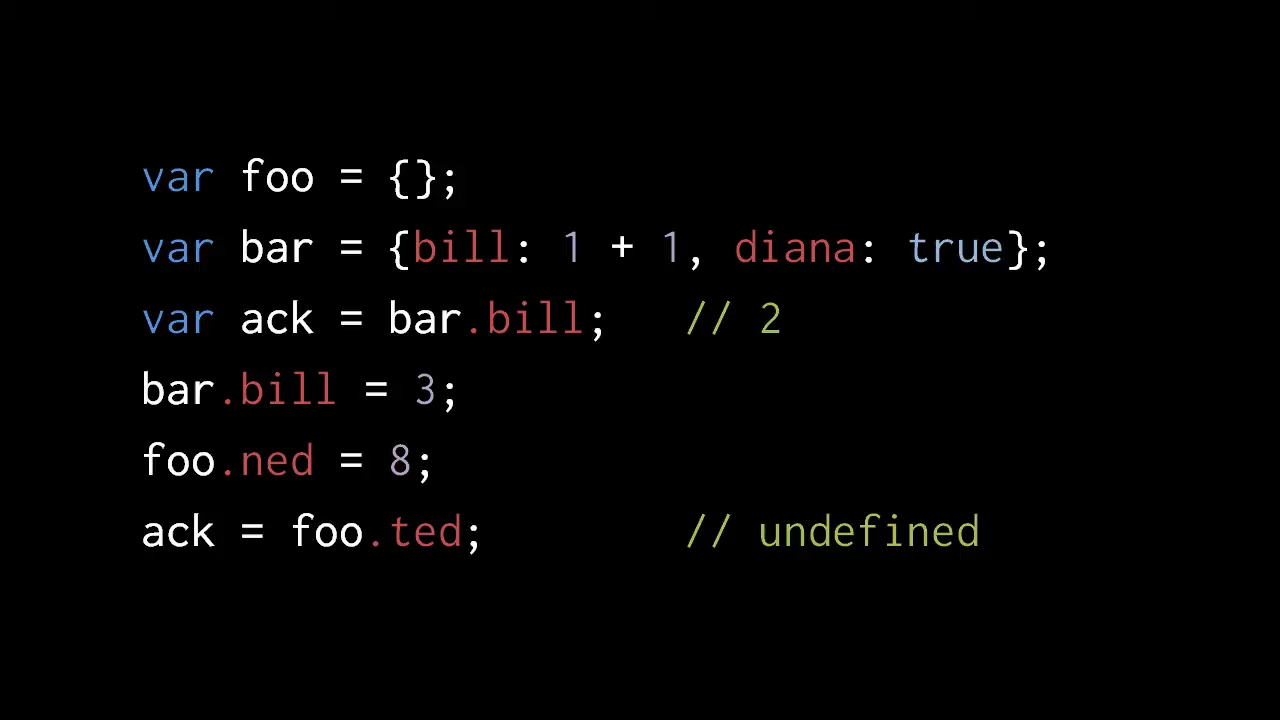 var foo = {};
var bar = {bill: 1 + 1, diana: true};
var ack = bar.bill;   // 2
bar.bill = 3;
foo.ned = 8;
ack = foo.ted;        // undefined